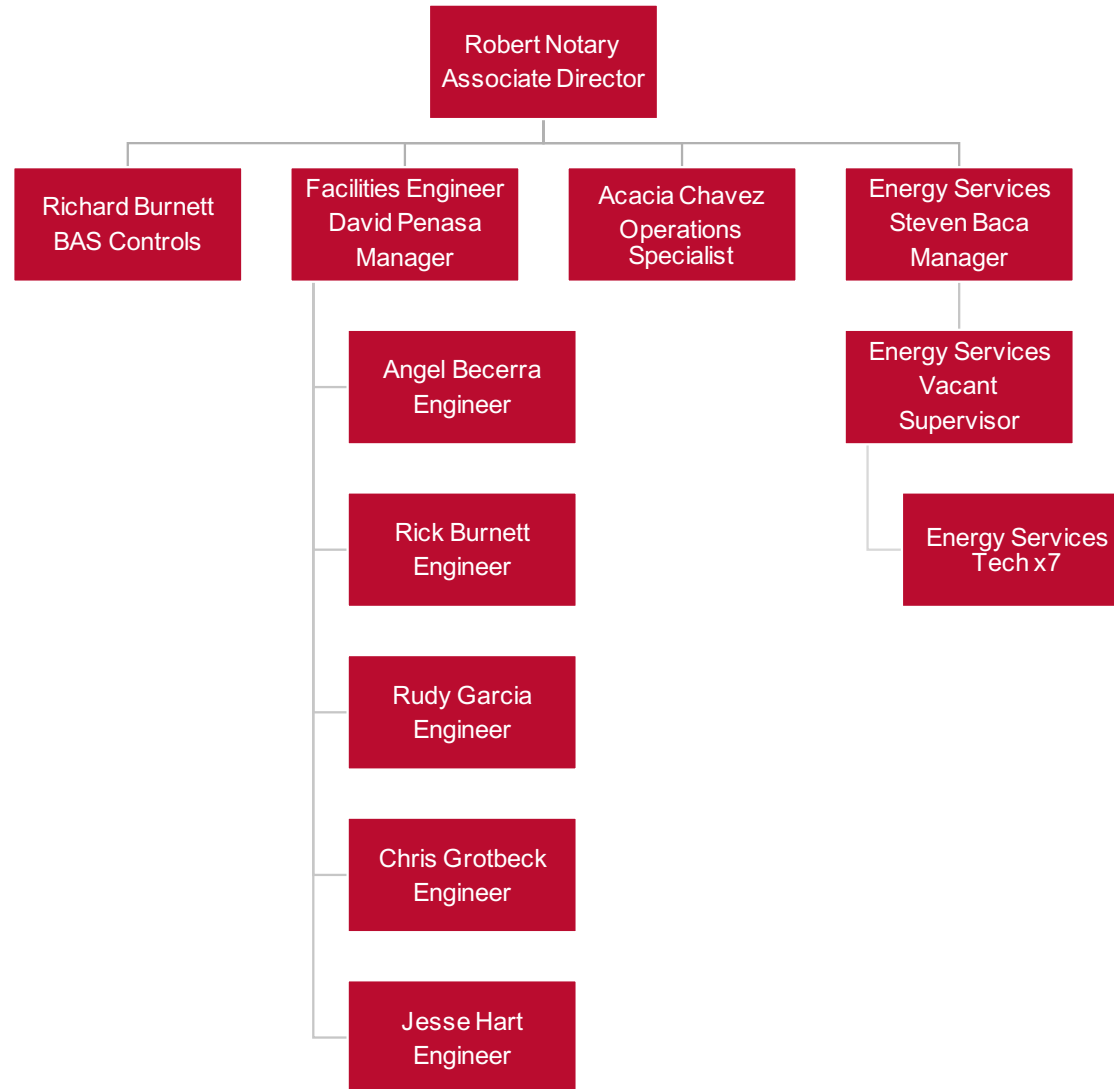 Robert Notary
Associate Director
Richard Burnett
BAS Controls
Facilities Engineer
David Penasa
Manager
Acacia Chavez
Operations
Specialist
Energy Services
Steven Baca
Manager
Angel Becerra
Engineer
Energy Services
Vacant
Supervisor
Rick Burnett
Engineer
Energy Services
Tech x7
Rudy Garcia
Engineer
Chris Grotbeck
Engineer
Jesse Hart
Engineer